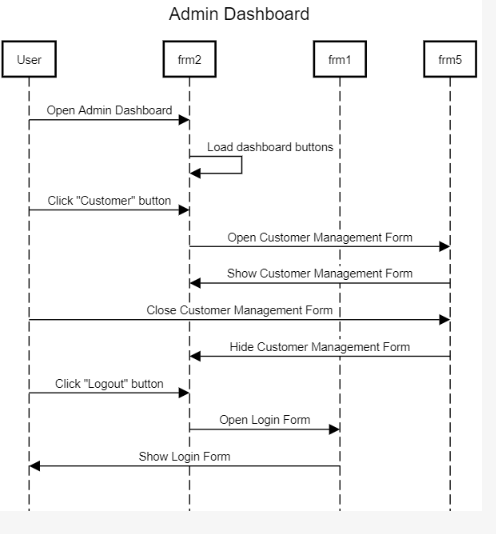 Admin Dashboard
User
frm2
frm1
frm5
Open Admin Dashboard
Load dashboard buttons
Click "Customer" button
Open Customer Management Form
Show Customer Management Form
Close Customer Management Form
Hide Customer Management Form
Click "Logout" button
Open Login Form
Show Login Form